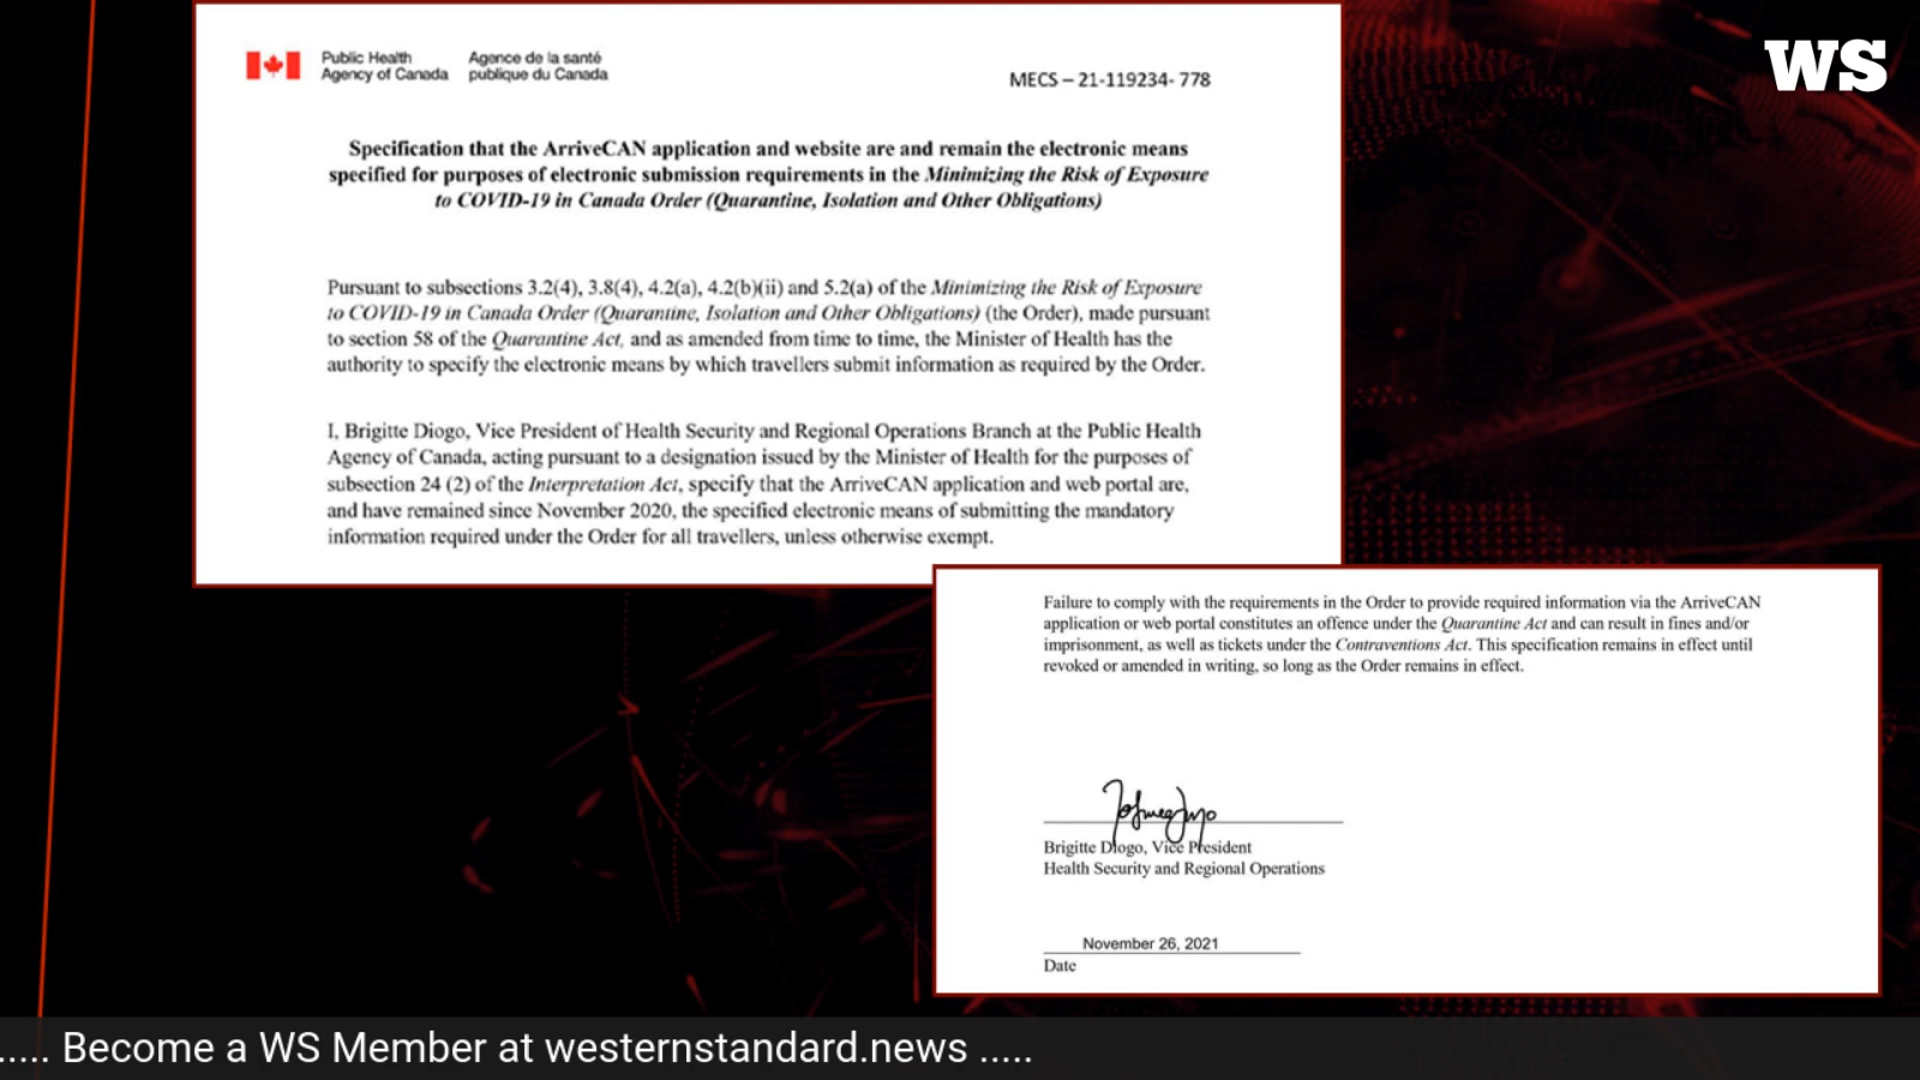 Public Health
Agency of Canada
Agence de la santé
publique du Canada
MECS – 21-119234- 778
WS
Specification that the ArriveCAN application and website are and remain the electronic means
specified for purposes of electronic submission requirements in the Minimizing the Risk of Exposure
to COVID-19 in Canada Order (Quarantine, Isolation and Other Obligations)
Pursuant to subsections 3.2(4), 3.8(4), 4.2(a), 4.2(b)(ii) and 5.2(a) of the Minimizing the Risk of Exposure
to COVID-19 in Canada Order (Quarantine, Isolation and Other Obligations) (the Order), made pursuant
to section 58 of the Quarantine Act, and as amended from time to time, the Minister of Health has the
authority to specify the electronic means by which travellers submit information as required by the Order.
I, Brigitte Diogo, Vice President of Health Security and Regional Operations Branch at the Public Health
Agency of Canada, acting pursuant to a designation issued by the Minister of Health for the purposes of
subsection 24 (2) of the Interpretation Act, specify that the ArriveCAN application and web portal are,
and have remained since November 2020, the specified electronic means of submitting the mandatory
information required under the Order for all travellers, unless otherwise exempt.
Failure to comply with the requirements in the Order to provide required information via the ArriveCAN
application or web portal constitutes an offence under the Quarantine Act and can result in fines and/or
imprisonment, as well as tickets under the Contraventions Act. This specification remains in effect until
revoked or amended in writing, so long as the Order remains in effect.
Brigitte Diogo, Vice President
Health Security and Regional Operations
November 26, 2021
Date
..... Become a WS Member at westernstandard.news .....